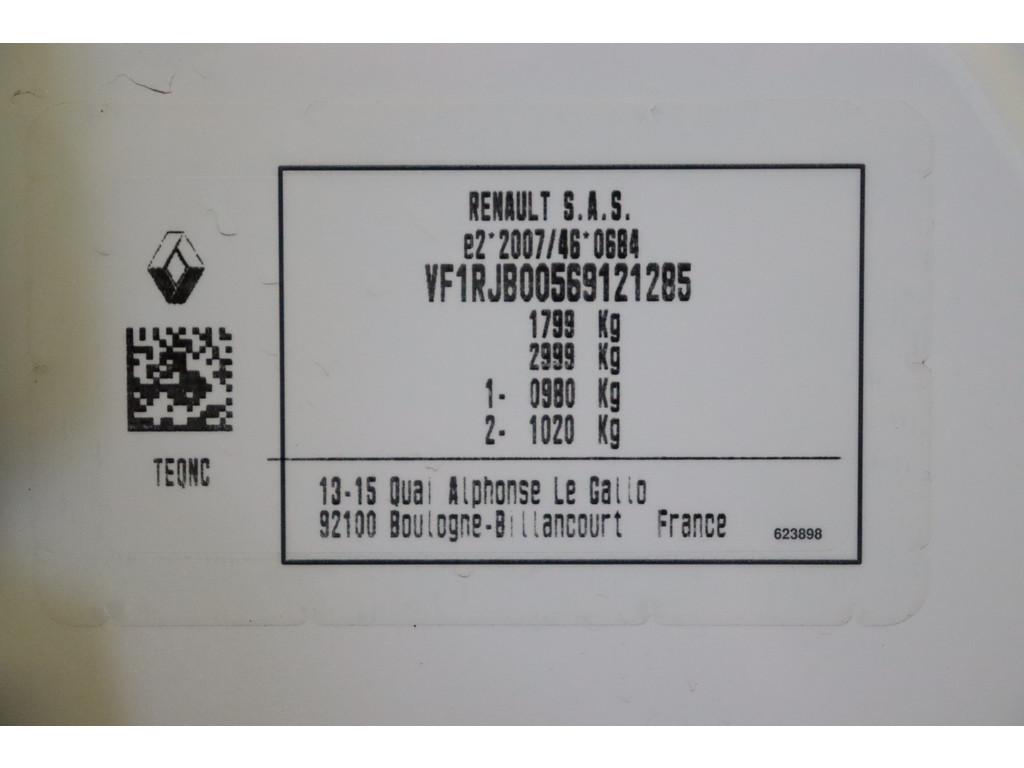 RENAULT S.A.S.
e2*2007/46*0684
VF1RJB00569121285
1799 Kg
2999 Kg
1- 0980 Kg
2- 1020 Kg
TEQNC
13-15 Quai Alphonse Le Gallo
92100 Boulogne-Billancourt France
623898